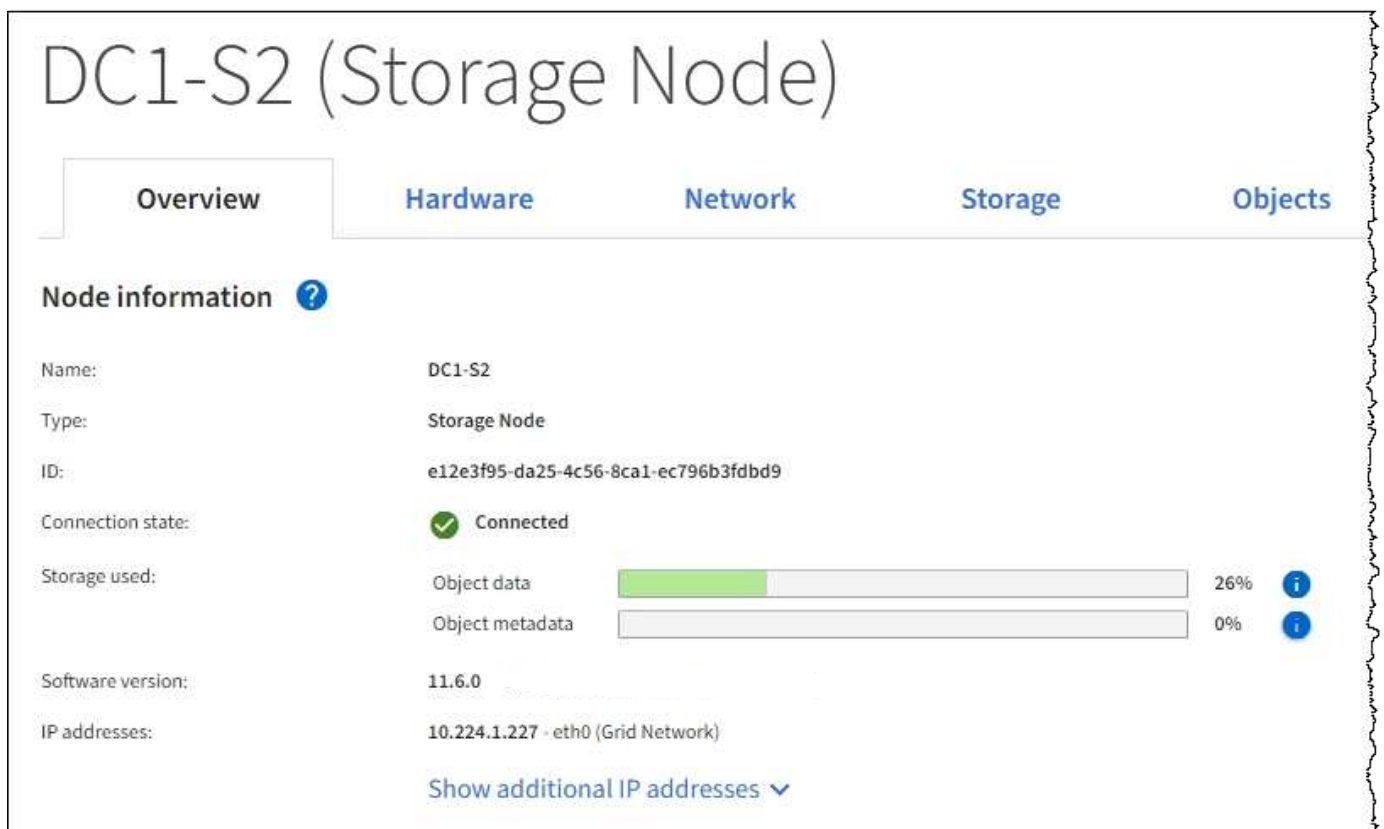 DC1-S2 (Storage Node)
Overview Hardware Network Storage Objects
Node information ?
Name: DC1-S2
Type: Storage Node
ID: e12e3f95-da25-4c56-8ca1-ec796b3fdbd9
Connection state: Connected
Storage used: Object data 26% i
Object metadata 0% i
Software version: 11.6.0
IP addresses: 10.224.1.227 - eth0 (Grid Network)
Show additional IP addresses